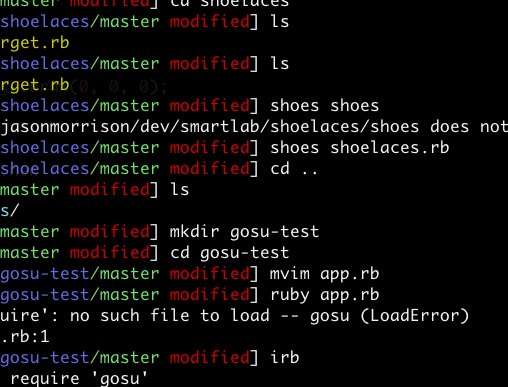 master modified] cd shoelaces
shoelaces/master modified] ls
rget.rb
shoelaces/master modified] ls
rget.rb (0, 0, 0);
shoelaces/master modified] shoes shoes
jasonmorrison/dev/smartlab/shoelaces/shoes does not
shoelaces/master modified] shoes shoelaces.rb
shoelaces/master modified] cd ..
master modified] ls
s/
master modified] mkdir gosu-test
master modified] cd gosu-test
gosu-test/master modified] mvim app.rb
gosu-test/master modified] ruby app.rb
uire': no such file to load -- gosu (LoadError)
.rb:1
gosu-test/master modified] irb
require 'gosu'